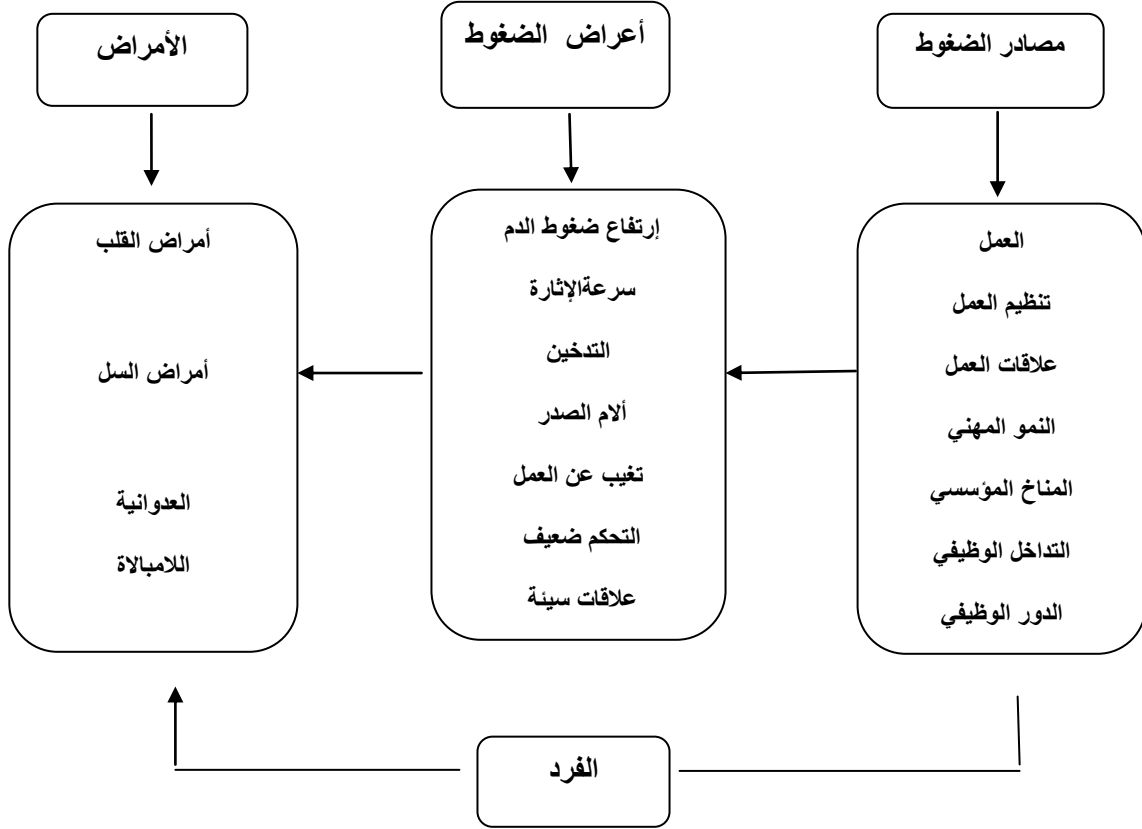 مصادر الضغوط
أعراض الضغوط
الأمراض
العمل
تنظيم العمل
علاقات العمل
النمو المهني
المناخ المؤسسي
التداخل الوظيفي
الدور الوظيفي
إرتفاع ضغوط الدم
سرعةالإثارة
التدخين
ألام الصدر
تغيب عن العمل
التحكم ضعيف
علاقات سيئة
أمراض القلب
أمراض السل
العدوانية
اللامبالاة
الفرد